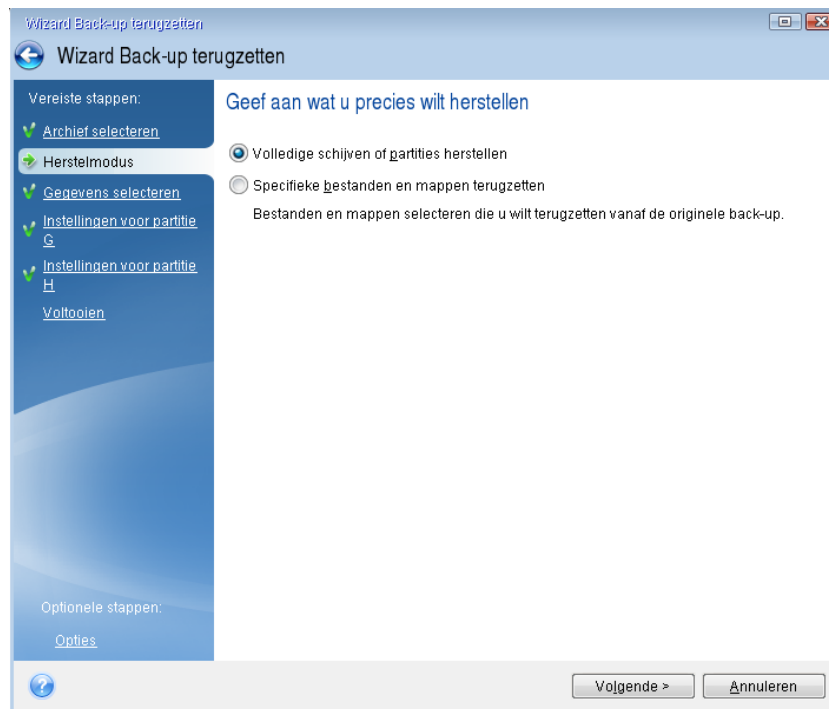 Wizard Back-up terugzetten
Wizard Back-up terugzetten
Vereiste stappen:
Archief selecteren
Herstelmodus
Gegevens selecteren
Instellingen voor partitie
G
Instellingen voor partitie
H
Voltooien
Optionele stappen:
Opties
Geef aan wat u precies wilt herstellen
Volledige schijven of partities herstellen
Specifieke bestanden en mappen terugzetten
Bestanden en mappen selecteren die u wilt terugzetten vanaf de originele back-up.
?
Volgende >
Annuleren